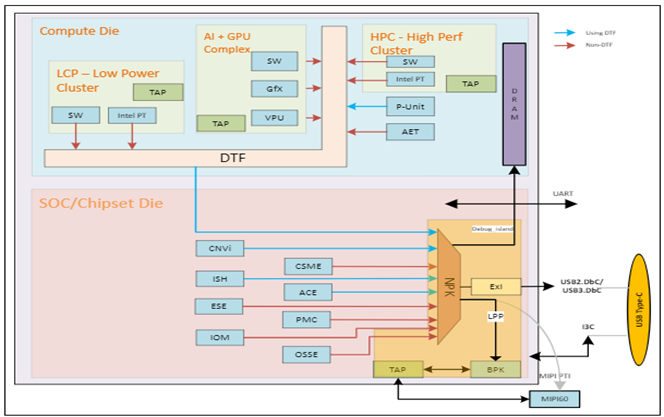 Compute Die
AI + GPU
Complex
HPC - High Perf
Cluster
Using DTF
Non-DTF
LCP – Low Power
Cluster
TAP
SW
Intel PT
SW
GfX
VPU
TAP
SW
Intel PT
TAP
P-Unit
AET
DRAM
DTF
SOC/Chipset Die
UART
Debug_island
CNVi
CSME
ISH
ACE
ESE
PMC
IOM
OSSE
NPK
ExI
LPP
USB2.DbC/
USB3.DbC
I3C
USB Type-C
TAP
BPK
MIPI PTI
MIPI60